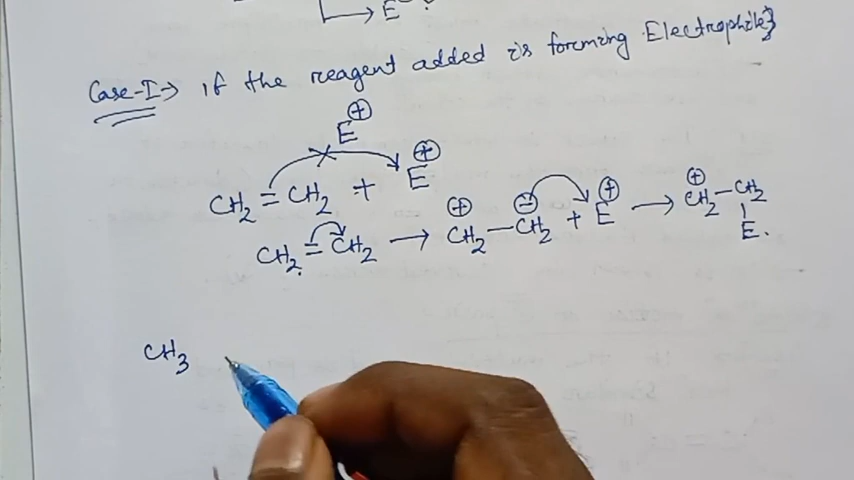 E
Case-I→ if the reagent added is forming Electrophile}
E⊕
CH2=CH2 + E⊕
CH2=CH2 → ⊕CH2—⊖CH2 + E⊕ → ⊕CH2—CH2
E.
CH3